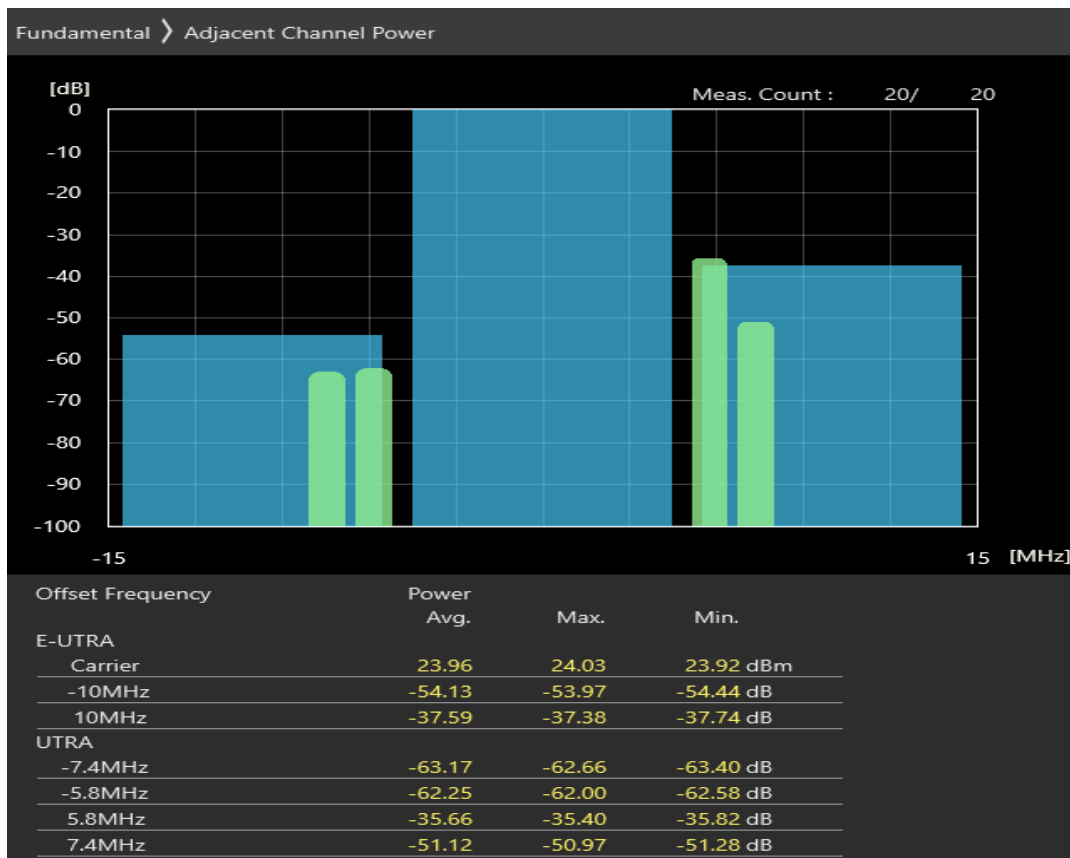 Fundamental 〉 Adjacent Channel Power
[dB]
Meas. Count : 20/ 20
0
-10
-20
-30
-40
-50
-60
-70
-80
-90
-100
-15 15 [MHz]
Offset Frequency Power
Avg. Max. Min.
E-UTRA
Carrier 23.96 24.03 23.92 dBm
-10MHz -54.13 -53.97 -54.44 dB
10MHz -37.59 -37.38 -37.74 dB
UTRA
-7.4MHz -63.17 -62.66 -63.40 dB
-5.8MHz -62.25 -62.00 -62.58 dB
5.8MHz -35.66 -35.40 -35.82 dB
7.4MHz -51.12 -50.97 -51.28 dB